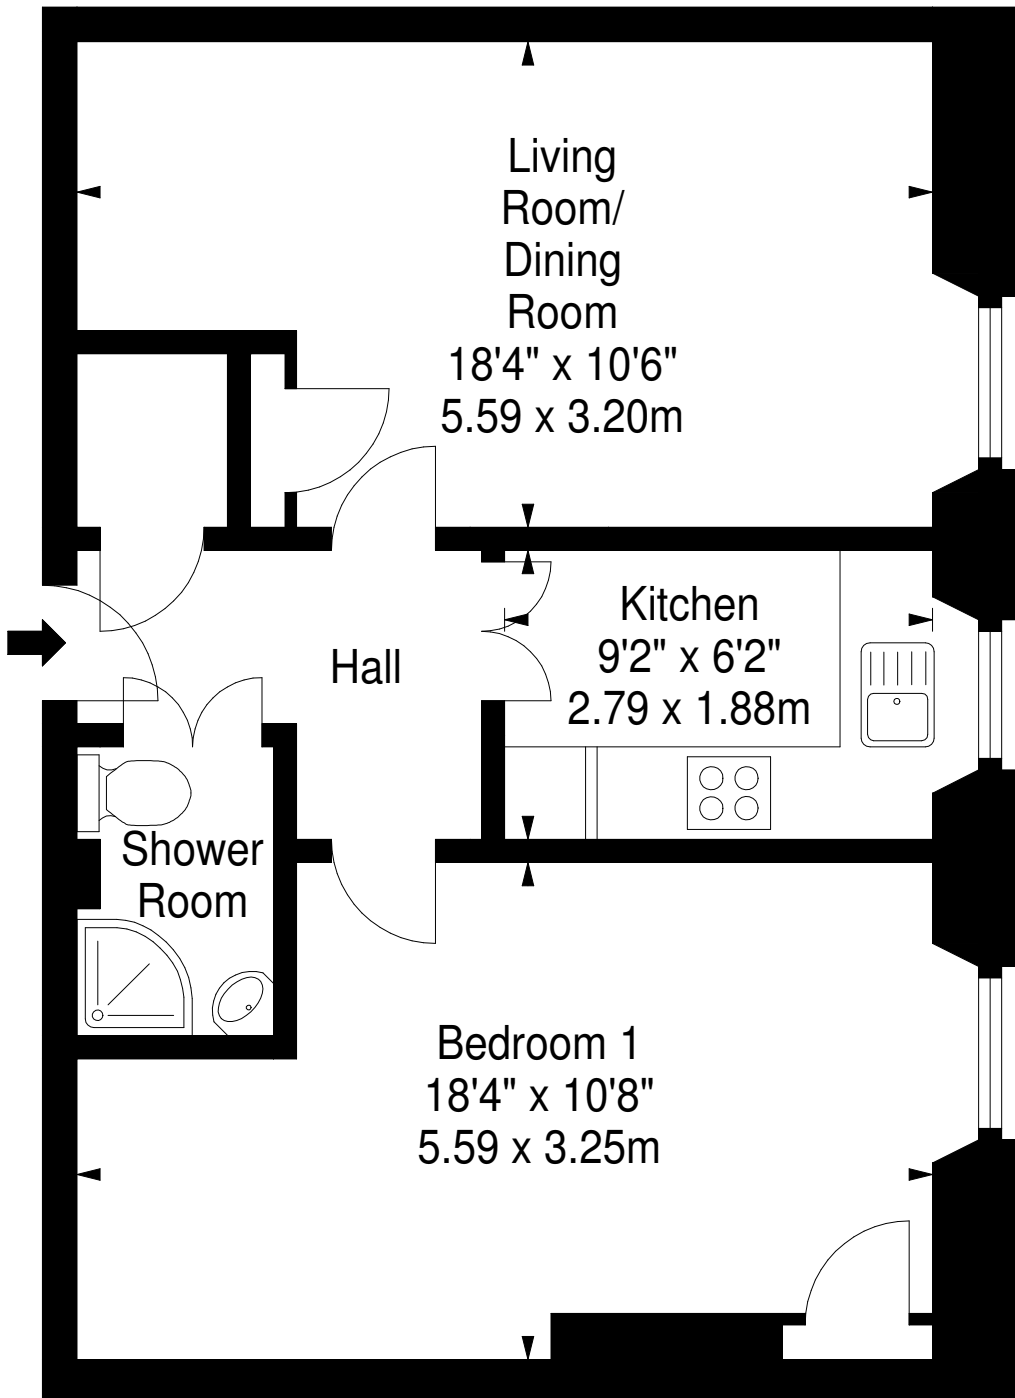 Living
Room/
Dining
Room
18'4" x 10'6"
5.59 x 3.20m
Kitchen
9'2" x 6'2"
2.79 x 1.88m
Hall
Shower
Room
Bedroom 1
18'4" x 10'8"
5.59 x 3.25m